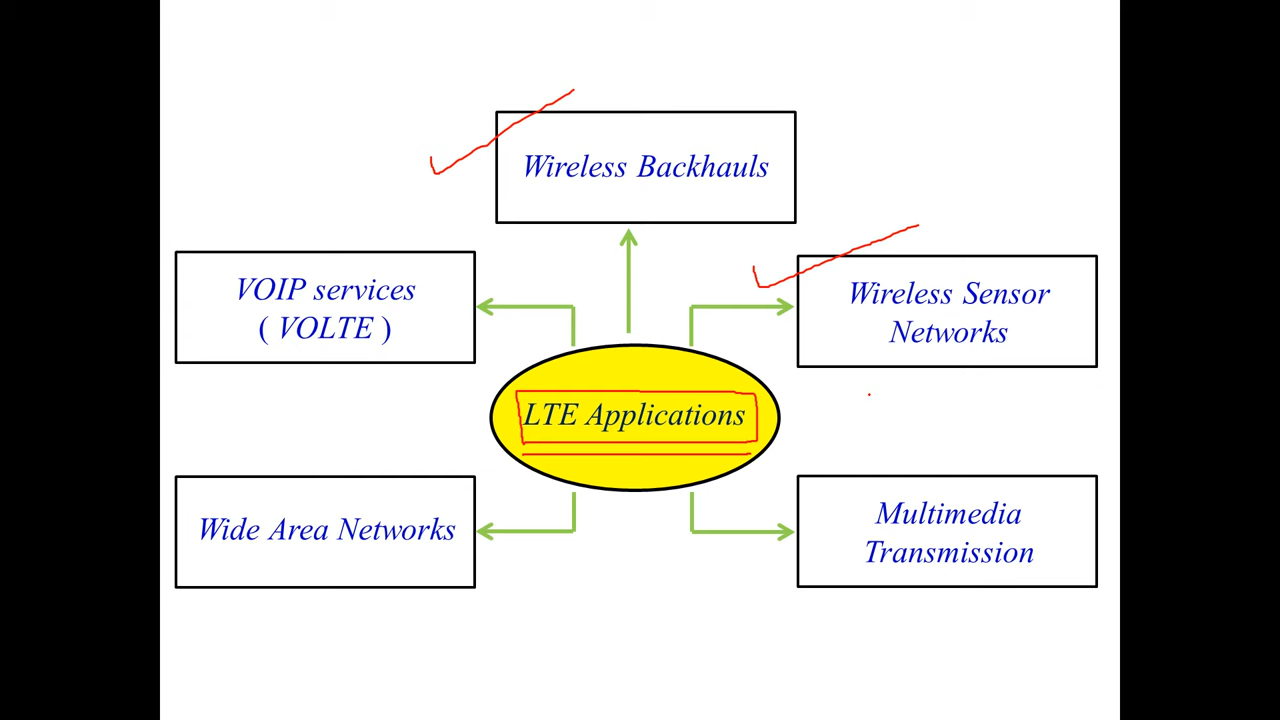 Wireless Backhauls
VOIP services
( VOLTE )
Wireless Sensor
Networks
LTE Applications
Wide Area Networks
Multimedia
Transmission